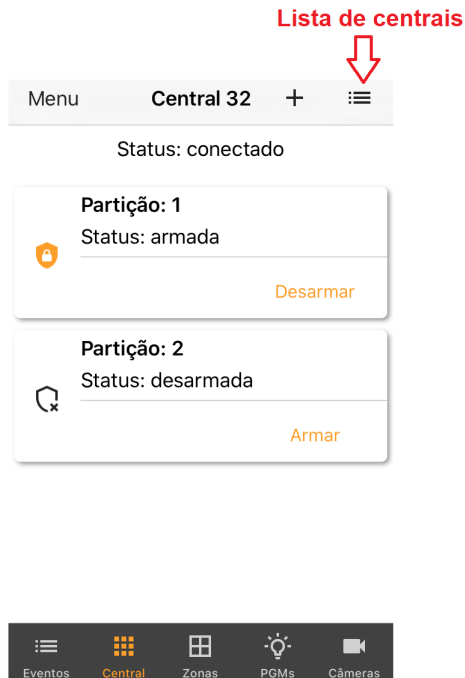 Lista de centrais
Menu Central 32 +
Status: conectado
Partição: 1
Status: armada
Desarmar
Partição: 2
Status: desarmada
Armar
Eventos Central Zonas PGMs Câmeras